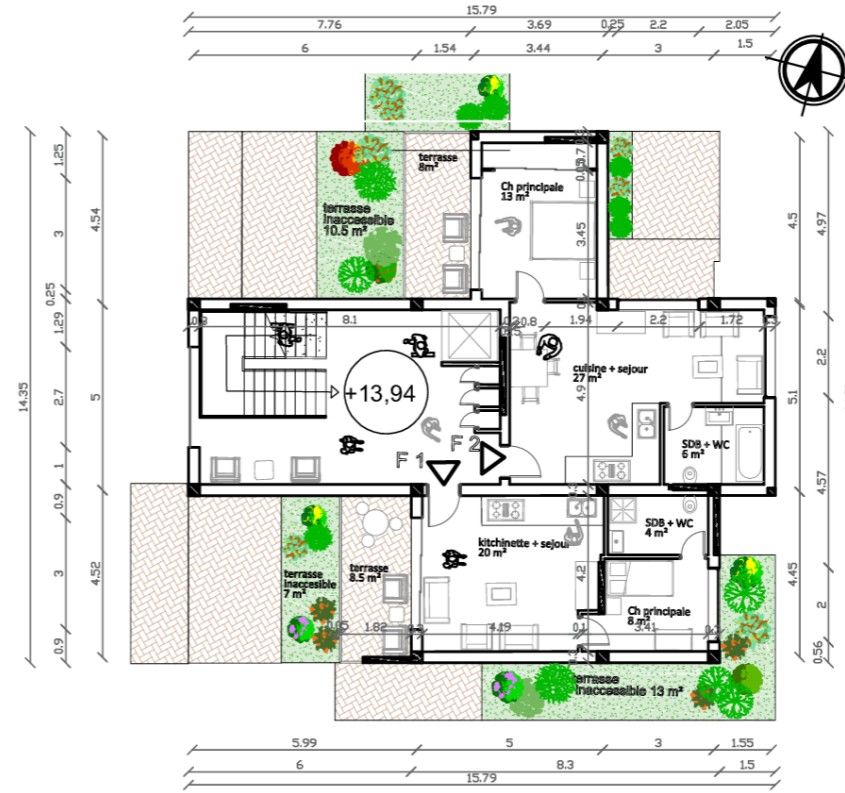 15.79
7.76 3.69 0.25 2.2 2.05
6 1.54 3.44 3 1.5
terrasse
8m²
Ch principale
13 m²
terrasse
inaccessible
10.5 m²
14.35
1.25 3 0.25 1.29 2.7 1 0.9 3 0.9
4.54 5 4.52
4.5 5.1 4.45
4.97 2.2 4.57 2 0.56
3.45
8.1 0.8 1.94 2.2 1.72
4.9
cuisine + sejour
27 m²
+13,94
F 1
F 2
SDB + WC
6 m²
kitchinette + sejour
20 m²
SDB + WC
4 m²
terrasse
inaccesible
7 m²
terrasse
8.5 m²
4.2
Ch principale
8 m²
1.82 4.19 0.1 3.41
terrasse
inaccessible 13 m²
5.99 5 3 1.55
6 8.3 1.5
15.79